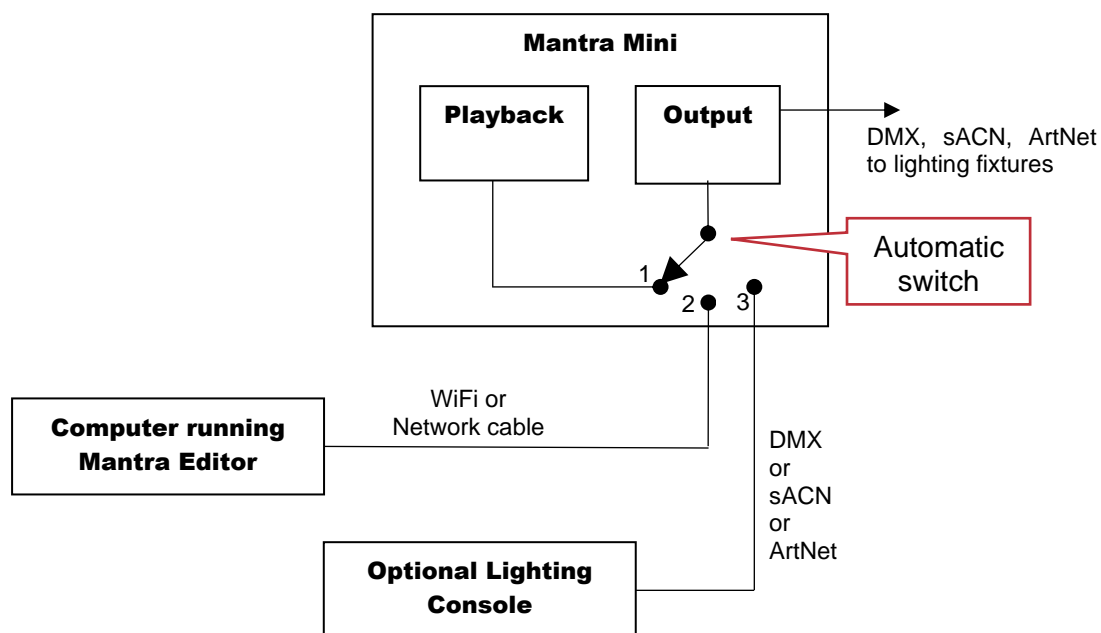 Mantra Mini
Playback
Output
DMX, sACN, ArtNet
to lighting fixtures
Automatic
switch
1
2
3
WiFi or
Network cable
Computer running
Mantra Editor
DMX
or
sACN
or
ArtNet
Optional Lighting
Console